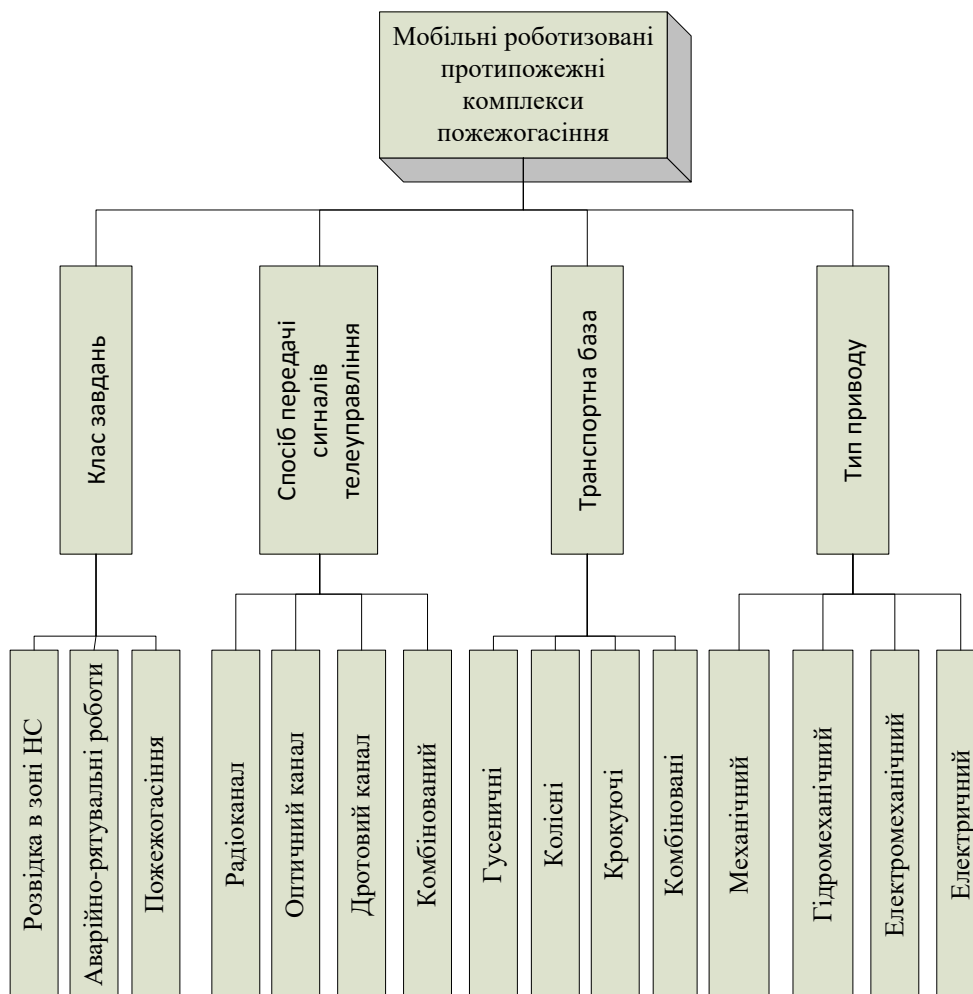 Мобільні роботизовані
протипожежні
комплекси
пожежогасіння
Клас завдань
Спосіб передачі
сигналів
телеуправління
Транспортна база
Тип приводу
Розвідка в зоні НС
Аварійно-рятувальні роботи
Пожежогасіння
Радіоканал
Оптичний канал
Дротовий канал
Комбінований
Гусеничні
Колісні
Крокуючі
Комбіновані
Механічний
Гідромеханічний
Електромеханічний
Електричний